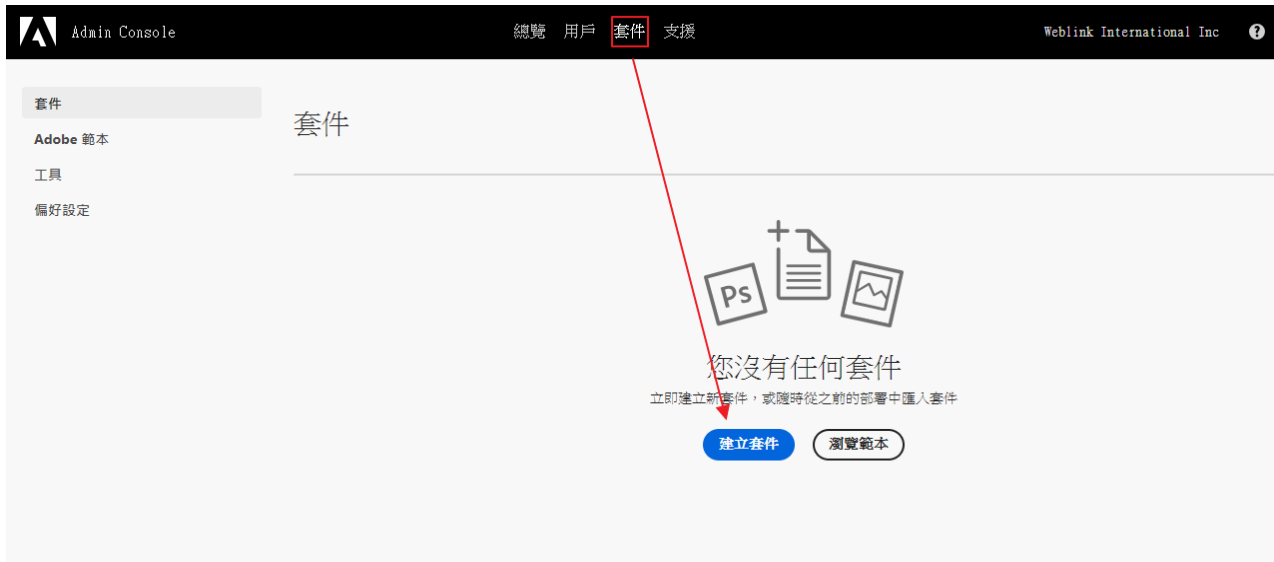 Admin Console
總覽 用戶 套件 支援
Weblink International Inc
?
套件
Adobe 範本
工具
偏好設定
套件
Ps
您沒有任何套件
立即建立新套件,或隨時從之前的部署中匯入套件
建立套件 瀏覽範本